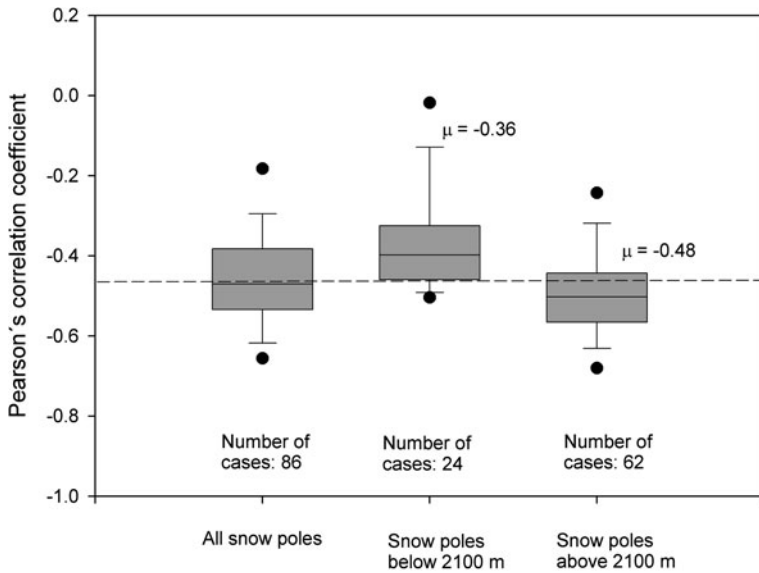 Pearson´s correlation coefficient
0.2
0.0
-0.2
-0.4
-0.6
-0.8
-1.0
μ = -0.36
μ = -0.48
Number of
cases: 86
Number of
cases: 24
Number of
cases: 62
All snow poles
Snow poles
below 2100 m
Snow poles
above 2100 m